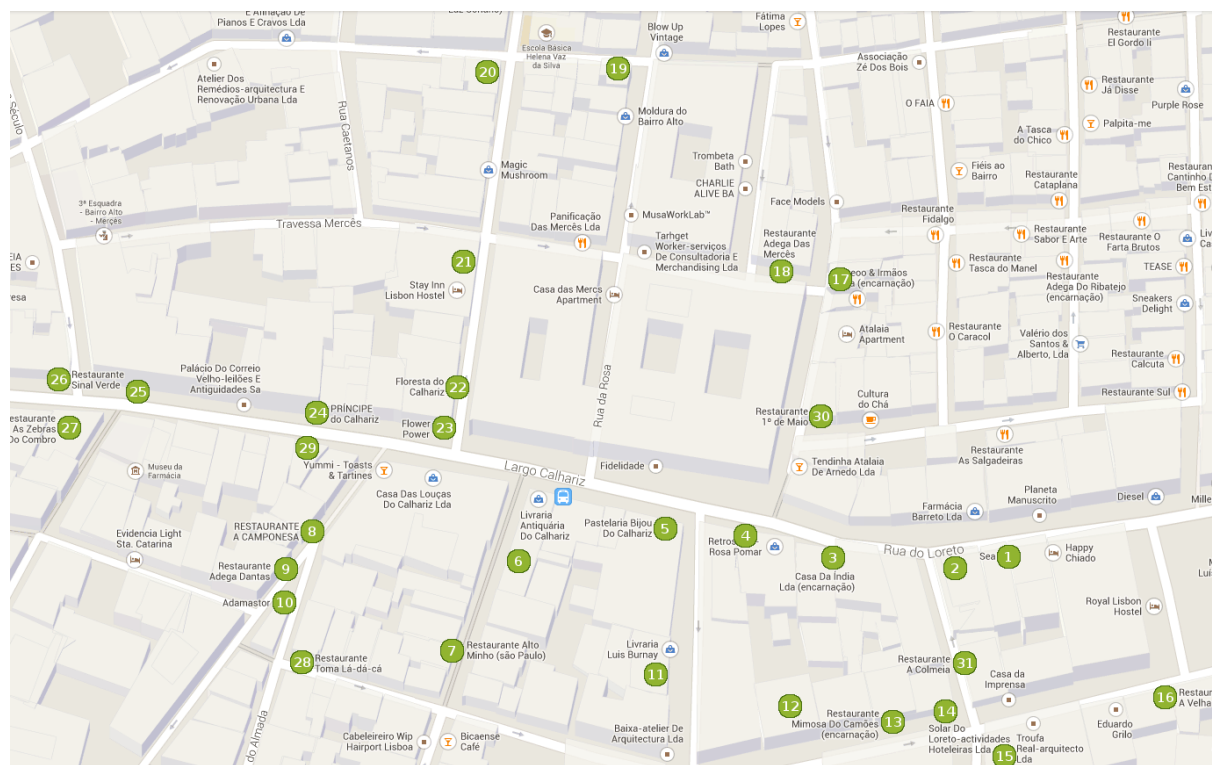 E Afinação De
Pianos E Cravos Lda
Atelier Dos
Remédios-arquitectura E
Renovação Urbana Lda
Rua Caetanos
20
Escola Básica
Helena Vaz
da Silva
Blow Up
Vintage
19
Moldura do
Bairro Alto
Fátima
Lopes
Associação
Zé Dos Bois
O FAIA
Restaurante
El Gordo Ii
Restaurante
Já Disse
Purple Rose
Palpita-me
A Tasca
do Chico
Trombeta
Bath
CHARLIE
ALIVE BA
Magic
Mushroom
Fiéis ao
Bairro
Restaurante
Cataplana
Cantinho
Bem Est
Século
3ª Esquadra
- Bairro Alto
- Merçês
Travessa Mercês
Panificação
Das Mercês Lda
MusaWorkLab™
Face Models
Restaurante
Fidalgo
Restaurante
Sabor E Arte
Restaurante O
Farta Brutos
Tarhget
Worker-serviços
De Consultadoria E
Merchandising Lda
Restaurante
Adega Das
Mercês
18
17
eoo & Irmãos
(encarnação)
Restaurante
Tasca do Manel
Restaurante
Adega Do Ribatejo
(encarnação)
TEASE
21
Stay Inn
Lisbon Hostel
Casa das Mercs
Apartment
Sneakers
Delight
Atalaia
Apartment
Restaurante
O Caracol
Valério dos
Santos &
Alberto, Lda
Restaurante
Calcuta
26
Restaurante
Sinal Verde
25
Palácio Do Correio
Velho-leilões E
Antiguidades Sa
Floresta do
Calhariz
22
Rua da Rosa
Restaurante Sul
Cultura
do Chá
24
PRÍNCIPE
do Calhariz
Flower
Power
23
Restaurante
1º de Maio
30
27
As Zebras
Do Combro
29
Yummi - Toasts
& Tartines
Largo Calhariz
Fidelidade
Tendinha Atalaia
De Arnedo Lda
Restaurante
As Salgadeiras
Museu da
Farmácia
Casa Das Louças
Do Calhariz Lda
Livraria
Antiquária
Do Calhariz
Planeta
Manuscrito
Diesel
Mille
Farmácia
Barreto Lda
RESTAURANTE
A CAMPONESA
8
Pastelaria Bijou
Do Calhariz
5
Retros
Rosa Pomar
4
Evidencia Light
Sta. Catarina
6
3
Casa Da Índia
Lda (encarnação)
Rua do Loreto
2
Sea
1
Happy
Chiado
Restaurante
Adega Dantas
9
Adamastor
10
Royal Lisbon
Hostel
7
Restaurante Alto
Minho (são Paulo)
Livraria
Luis Burnay
11
28
Restaurante
Toma Lá-dá-cá
Restaurante
A Colmeia
31
Casa da
Imprensa
12
Restaurante
Mimosa Do Camões
(encarnação)
13
14
Solar Do
Loreto-actividades
Hoteleiras Lda
16
A Velha
Eduardo
Grilo
Troufa
Real-arquitecto
Lda
15
do Almada
Cabeleireiro Wip
Hairport Lisboa
Bicaense
Café
Baixa-atelier De
Arquitectura Lda